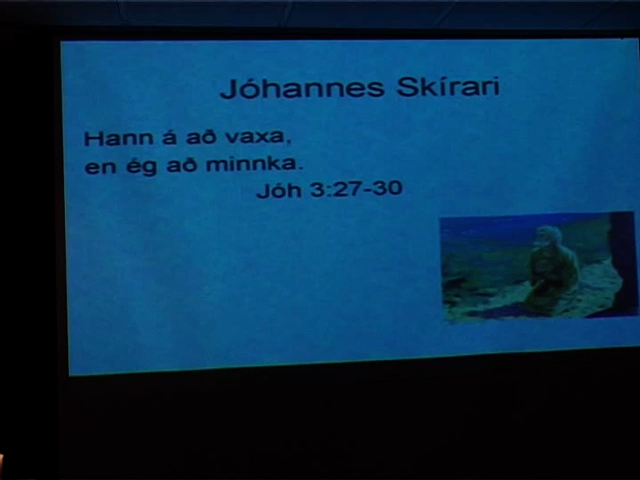 Jóhannes Skírari
Hann á að vaxa,
en ég að minnka.
Jóh 3:27-30